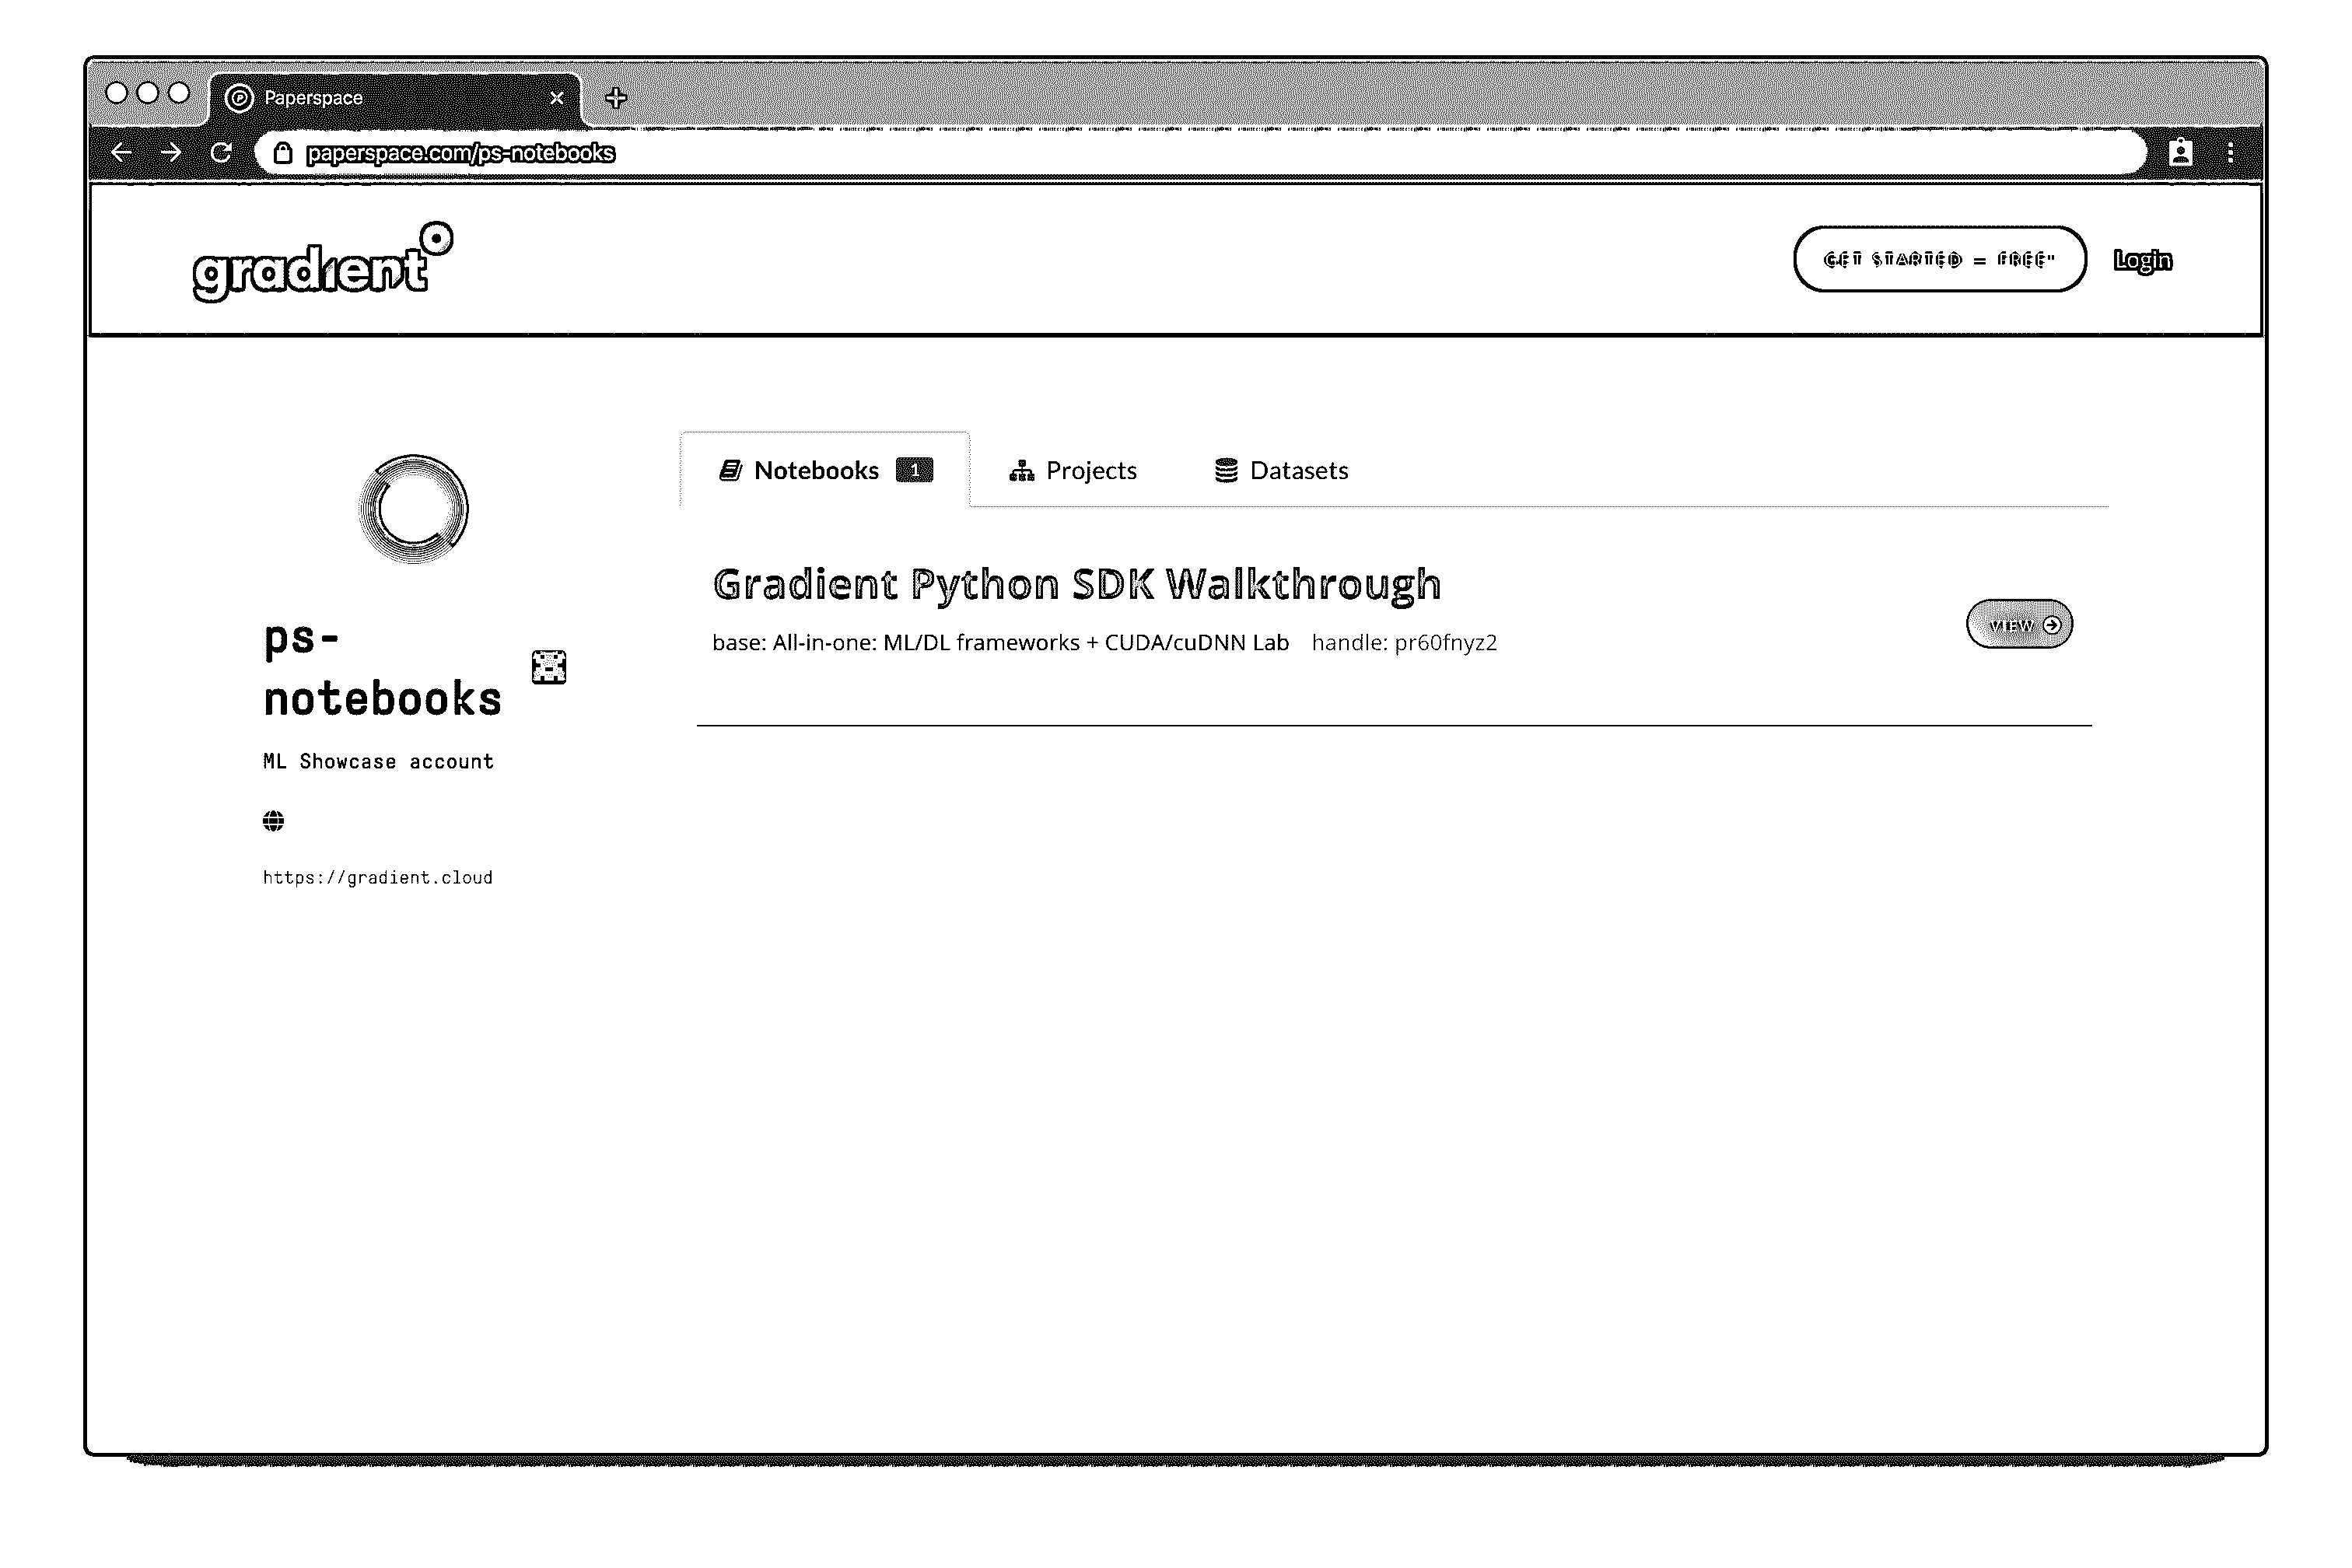 Paperspace
paperspace.com/ps-notebooks
gradient
GET STARTED = FREE"
Login
Notebooks 1
Projects
Datasets
ps-
notebooks
ML Showcase account
https://gradient.cloud
Gradient Python SDK Walkthrough
base: All-in-one: ML/DL frameworks + CUDA/cuDNN Lab handle: pr60fnyz2
VIEW